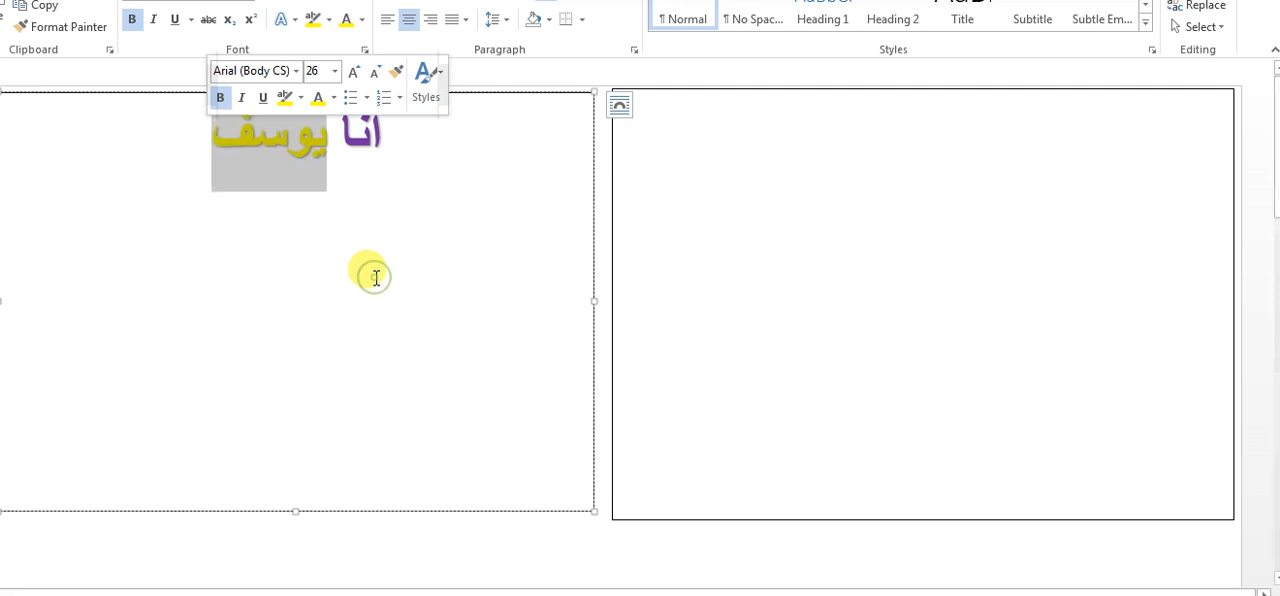 Copy
Replace
Format Painter
¶ Normal
¶ No Spac...
Heading 1
Heading 2
Title
Subtitle
Subtle Em...
Select
Clipboard
Font
Paragraph
Styles
Editing
Arial (Body CS)
26
Styles
انا يوسف